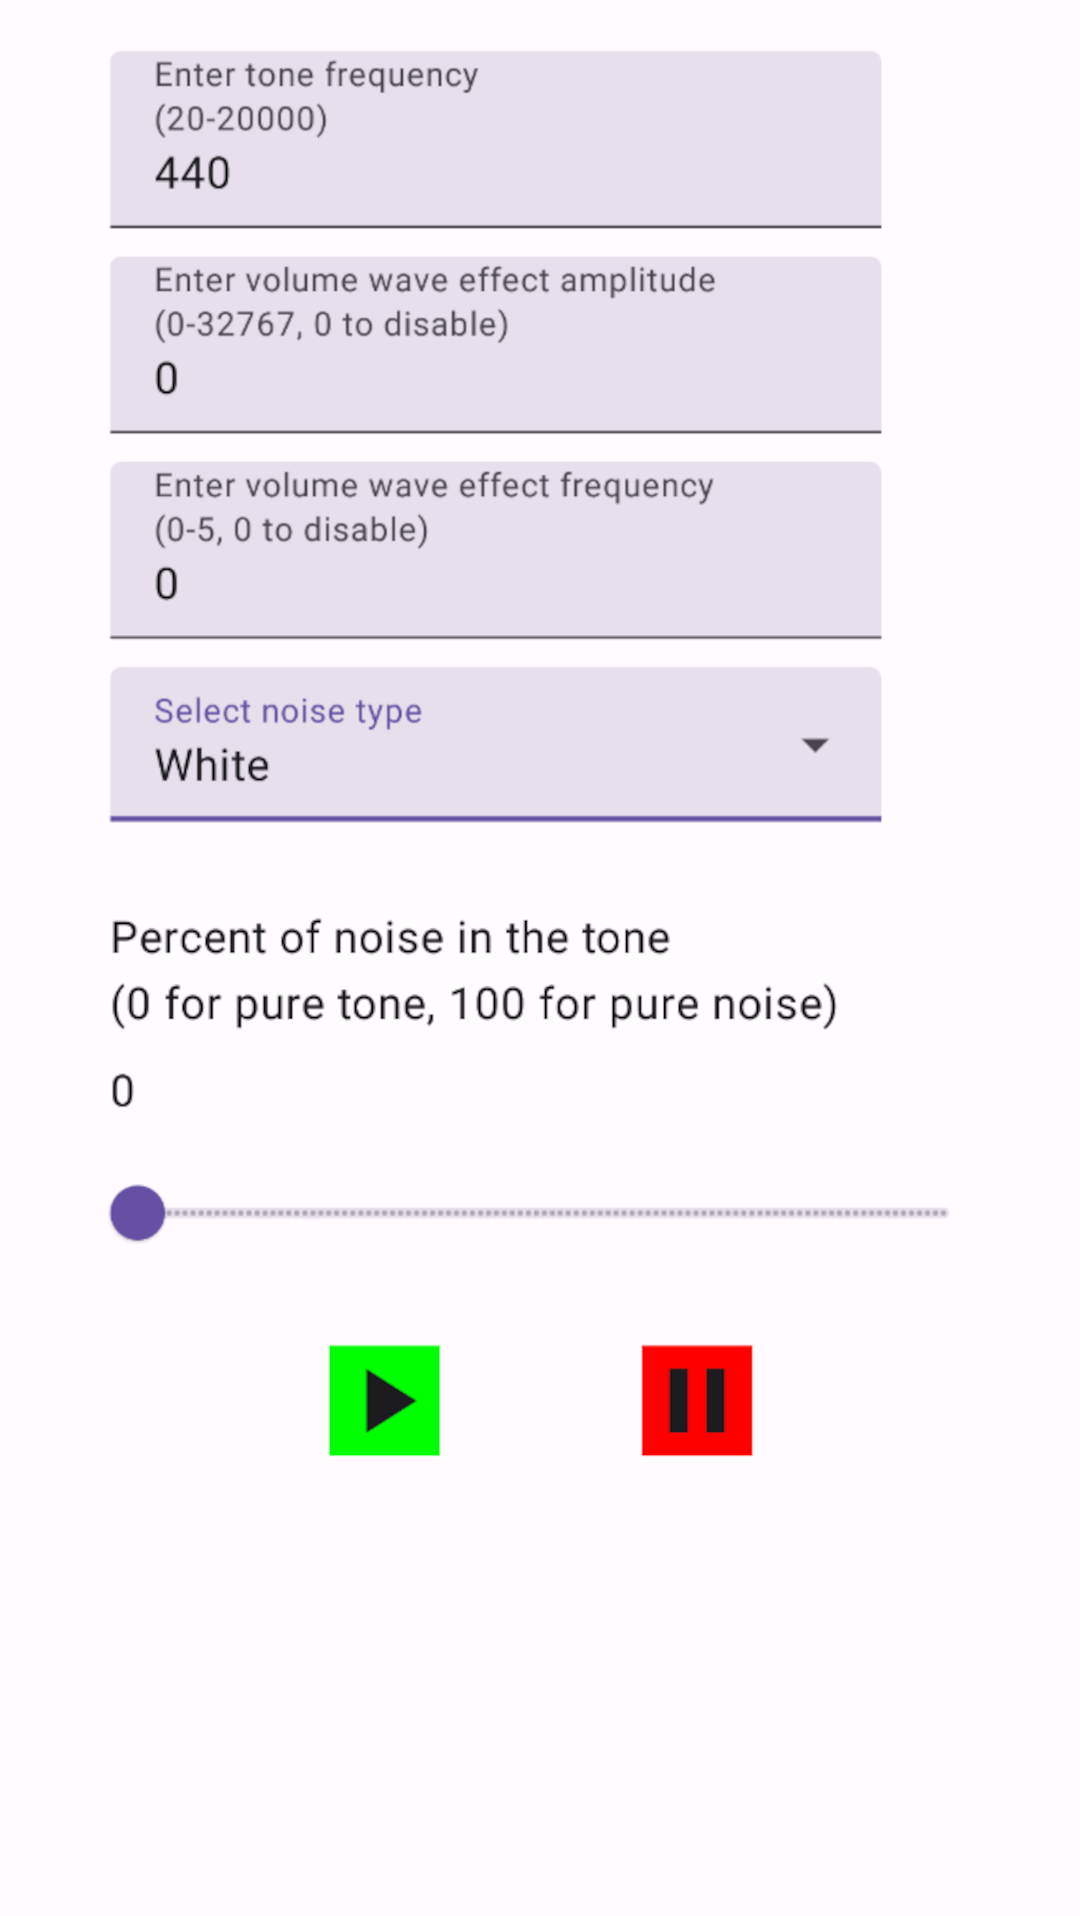 Enter tone frequency
(20-20000)
440
Enter volume wave effect amplitude
(0-32767, 0 to disable)
0
Enter volume wave effect frequency
(0-5, 0 to disable)
0
Select noise type
White
Percent of noise in the tone
(0 for pure tone, 100 for pure noise)
0